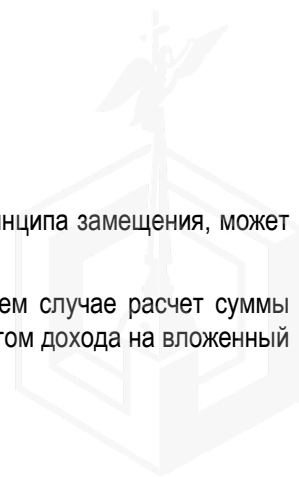 нципа замещения, может
ем случае расчет суммы
том дохода на вложенный